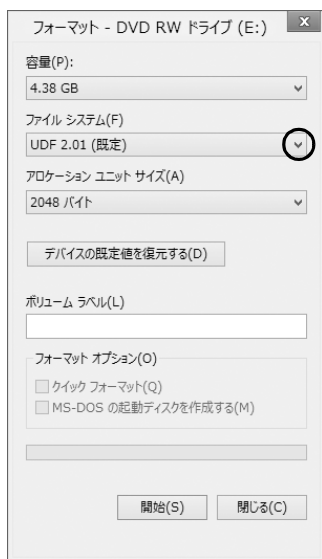 フォーマット - DVD RW ドライブ (E:)
容量(P):
4.38 GB
ファイル システム(F)
UDF 2.01 (既定)
アロケーション ユニット サイズ(A)
2048 バイト
デバイスの既定値を復元する(D)
ボリューム ラベル(L)
フォーマット オプション(O)
クイック フォーマット(Q)
MS-DOS の起動ディスクを作成する(M)
開始(S) 閉じる(C)